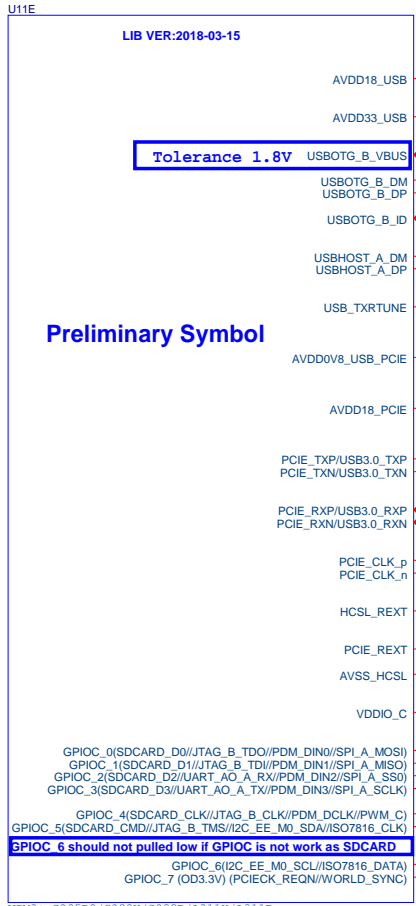 U11E
LIB VER:2018-03-15
AVDD18_USB
AVDD33_USB
Tolerance 1.8V USBOTG_B_VBUS
USBOTG_B_DM
USBOTG_B_DP
USBOTG_B_ID
USBHOST_A_DM
USBHOST_A_DP
USB_TXRTUNE
Preliminary Symbol
AVDD0V8_USB_PCIE
AVDD18_PCIE
PCIE_TXP/USB3.0_TXP
PCIE_TXN/USB3.0_TXN
PCIE_RXP/USB3.0_RXP
PCIE_RXN/USB3.0_RXN
PCIE_CLK_p
PCIE_CLK_n
HCSL_REXT
PCIE_REXT
AVSS_HCSL
VDDIO_C
GPIOC_0(SDCARD_D0//JTAG_B_TDO//PDM_DIN0//SPI_A_MOSI)
GPIOC_1(SDCARD_D1//JTAG_B_TDI//PDM_DIN1//SPI_A_MISO)
GPIOC_2(SDCARD_D2//UART_AO_A_RX//PDM_DIN2//SPI_A_SS0)
GPIOC_3(SDCARD_D3//UART_AO_A_TX//PDM_DIN3//SPI_A_SCLK)
GPIOC_4(SDCARD_CLK//JTAG_B_CLK//PDM_DCLK//PWM_C)
GPIOC_5(SDCARD_CMD//JTAG_B_TMS//I2C_EE_M0_SDA//ISO7816_CLK)
GPIOC_6 should not pulled low if GPIOC is not work as SDCARD
GPIOC_6(I2C_EE_M0_SCL//ISO7816_DATA)
GPIOC_7 (OD3.3V) (PCIECK_REQN//WORLD_SYNC)